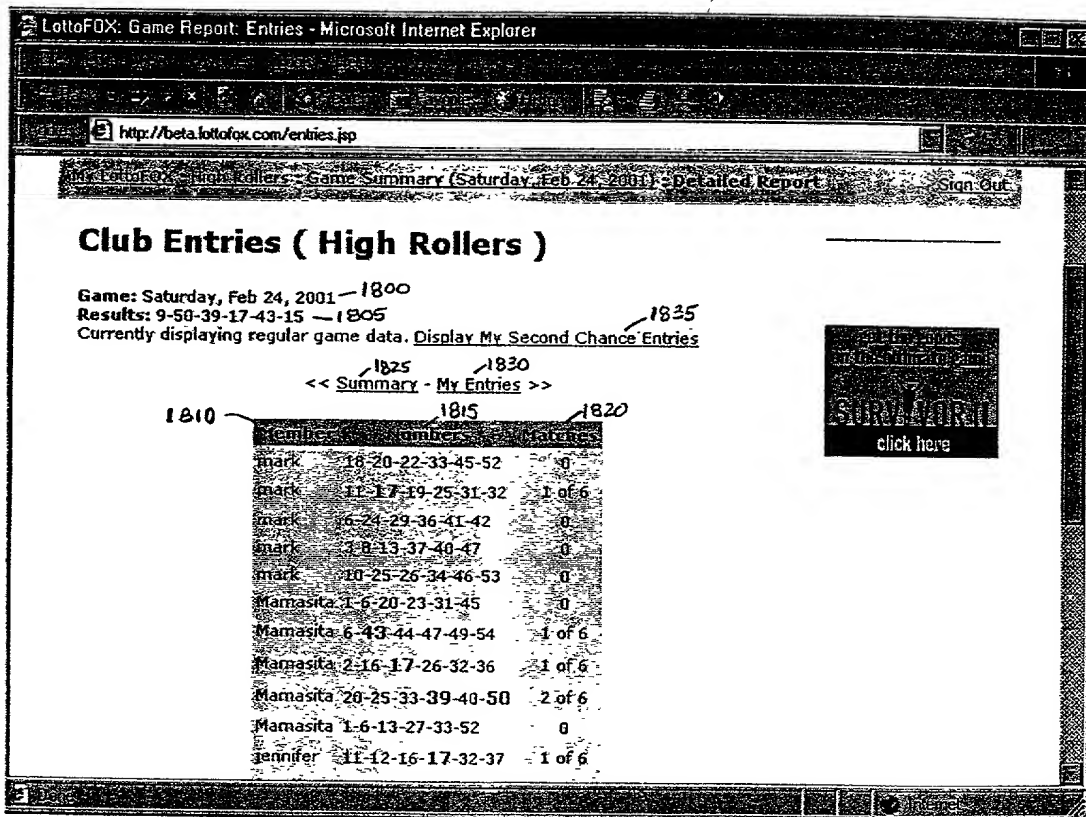 LottoFOX: Game Report: Entries - Microsoft Internet Explorer
http://beta.lottofox.com/entries.jsp
My LottoFOX - High Rollers - Game Summary (Saturday, Feb 24, 2001) - Detailed Report
Sign Out
Club Entries ( High Rollers )
Game: Saturday, Feb 24, 2001 1800
Results: 9-50-39-17-43-15 1805
1835
Currently displaying regular game data. Display My Second Chance Entries
1825 1830
<< Summary - My Entries >>
1810 1815 1820
Member Numbers Matches
mark 18-20-22-33-45-52 0
mark 11-17-19-25-31-32 1 of 6
mark 6-24-29-36-41-42 0
mark 3-8-13-37-40-47 0
mark 10-25-26-34-46-53 0
Mamasita 1-6-20-23-31-45 0
Mamasita 6-43-44-47-49-54 1 of 6
Mamasita 2-16-17-26-32-36 1 of 6
Mamasita 20-25-33-39-40-50 2 of 6
Mamasita 1-6-13-27-33-52 0
jennifer 11-12-16-17-32-37 1 of 6
SURVIVOR II
click here
Internet